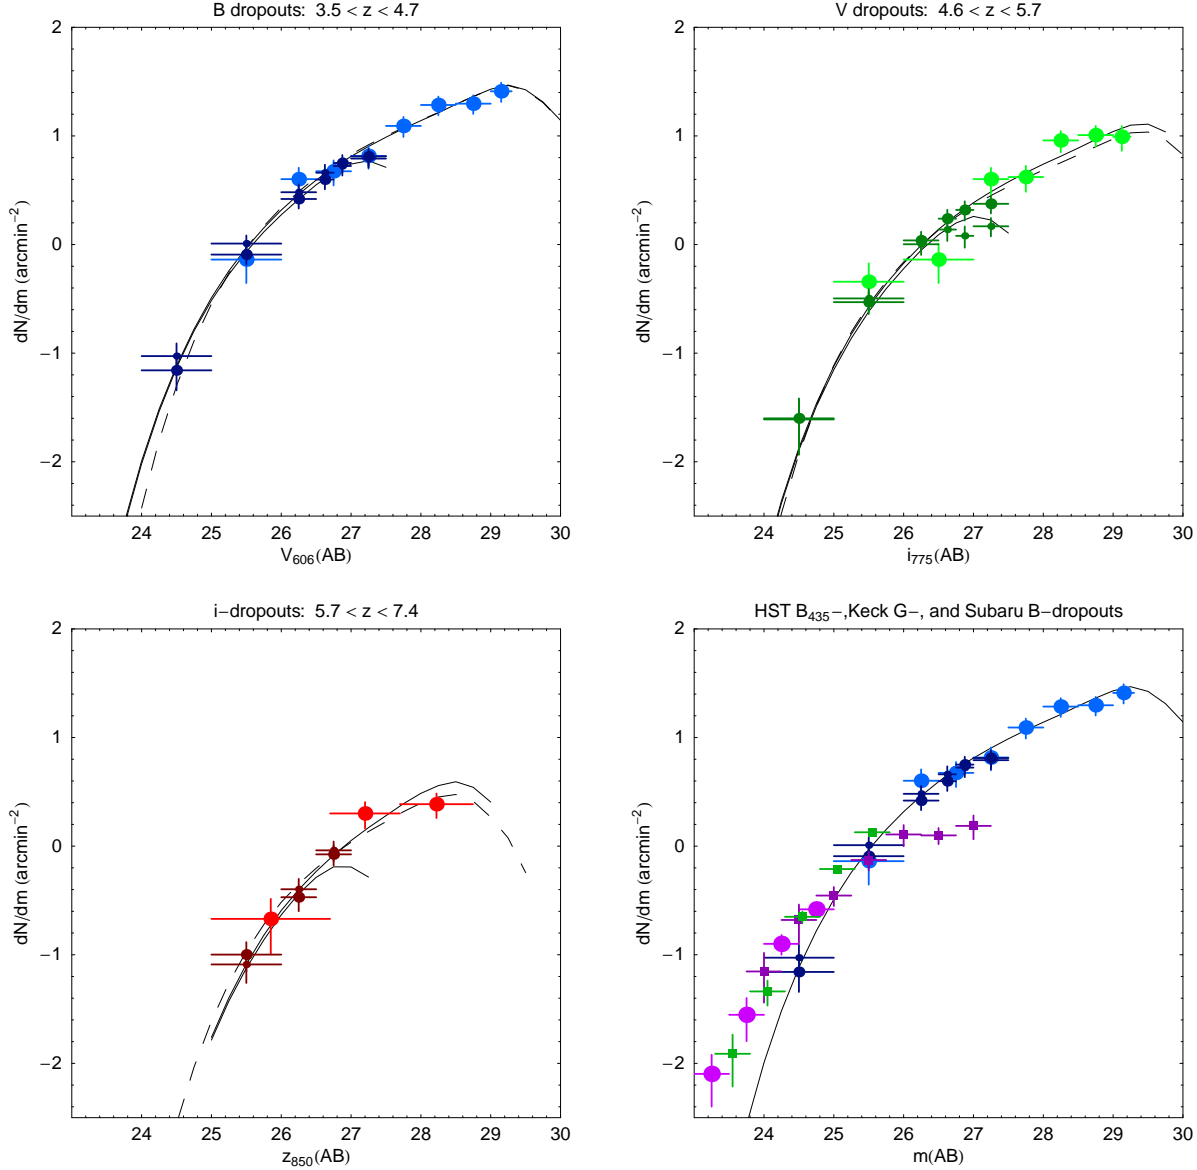 B dropouts: 3.5 < z < 4.7
2
1
0
−1
−2
dN/dm (arcmin⁻²)
24 25 26 27 28 29 30
V₆₀₆(AB)
V dropouts: 4.6 < z < 5.7
2
1
0
−1
−2
dN/dm (arcmin⁻²)
24 25 26 27 28 29 30
i₇₇₅(AB)
i−dropouts: 5.7 < z < 7.4
2
1
0
−1
−2
dN/dm (arcmin⁻²)
24 25 26 27 28 29 30
z₈₅₀(AB)
HST B₄₃₅−,Keck G−, and Subaru B−dropouts
2
1
0
−1
−2
dN/dm (arcmin⁻²)
24 25 26 27 28 29 30
m(AB)